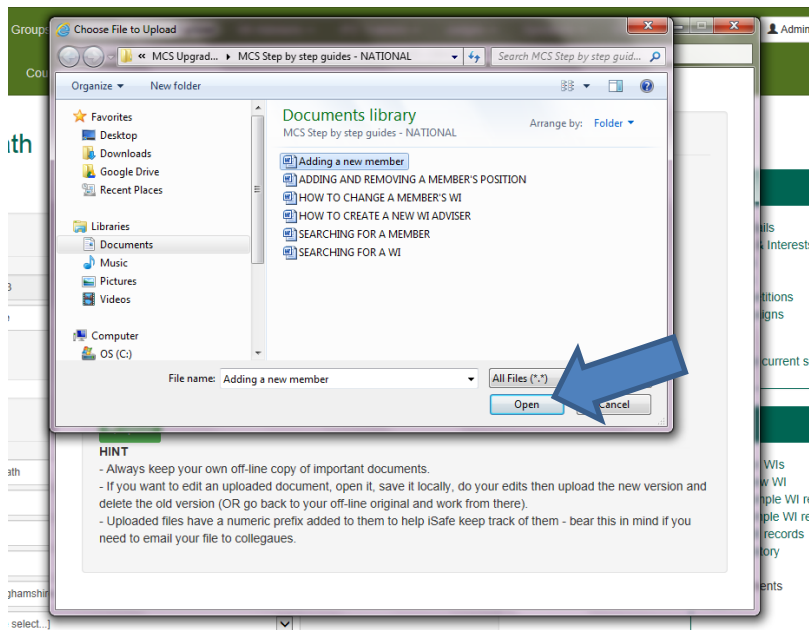 Groups
Choose File to Upload
Admin
« MCS Upgrad... ▸ MCS Step by step guides - NATIONAL
Search MCS Step by step guid...
Cou
Organize New folder
Favorites
Desktop
Downloads
Google Drive
Recent Places
Libraries
Documents
Music
Pictures
Videos
Computer
OS (C:)
Documents library
MCS Step by step guides - NATIONAL
Arrange by: Folder
Adding a new member
ADDING AND REMOVING A MEMBER'S POSITION
HOW TO CHANGE A MEMBER'S WI
HOW TO CREATE A NEW WI ADVISER
SEARCHING FOR A MEMBER
SEARCHING FOR A WI
File name: Adding a new member
All Files (*.*)
Open Cancel
HINT
- Always keep your own off-line copy of important documents.
- If you want to edit an uploaded document, open it, save it locally, do your edits then upload the new version and
delete the old version (OR go back to your off-line original and work from there).
- Uploaded files have a numeric prefix added to them to help iSafe keep track of them - bear this in mind if you
need to email your file to collegaues.
ath
ath
ghamshir
select...]
ils
& Interests
titions
igns
current s
WIs
w WI
mple WI re
mple WI re
records
tory
ents